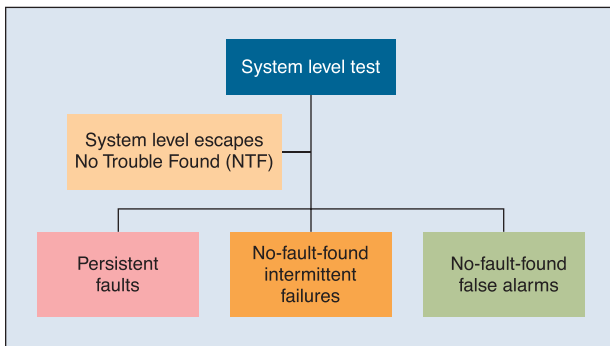 System level test
System level escapes
No Trouble Found (NTF)
Persistent
faults
No-fault-found
intermittent
failures
No-fault-found
false alarms